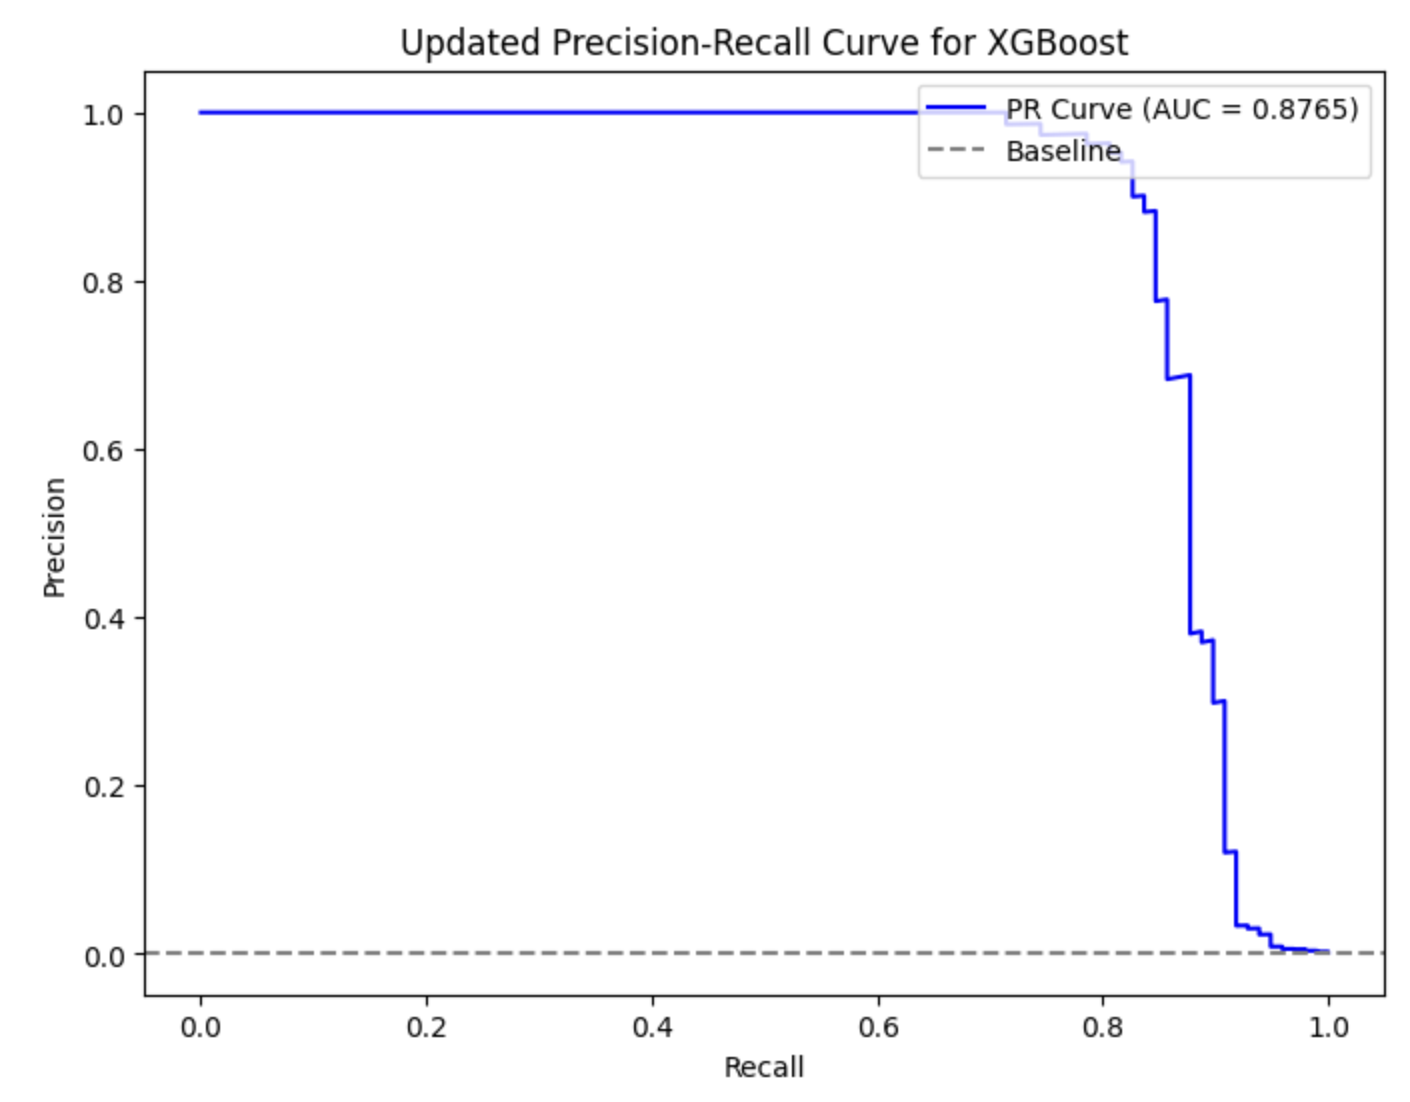 Updated Precision-Recall Curve for XGBoost
PR Curve (AUC = 0.8765)
Baseline
1.0
0.8
0.6
0.4
0.2
0.0
Precision
0.0 0.2 0.4 0.6 0.8 1.0
Recall